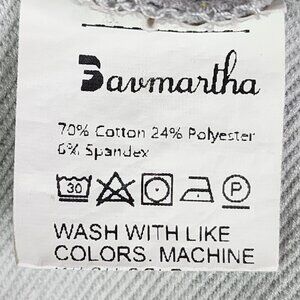 Bavmartha
70% Cotton 24% Polyester
6% Spandex
30 P
WASH WITH LIKE
COLORS. MACHINE